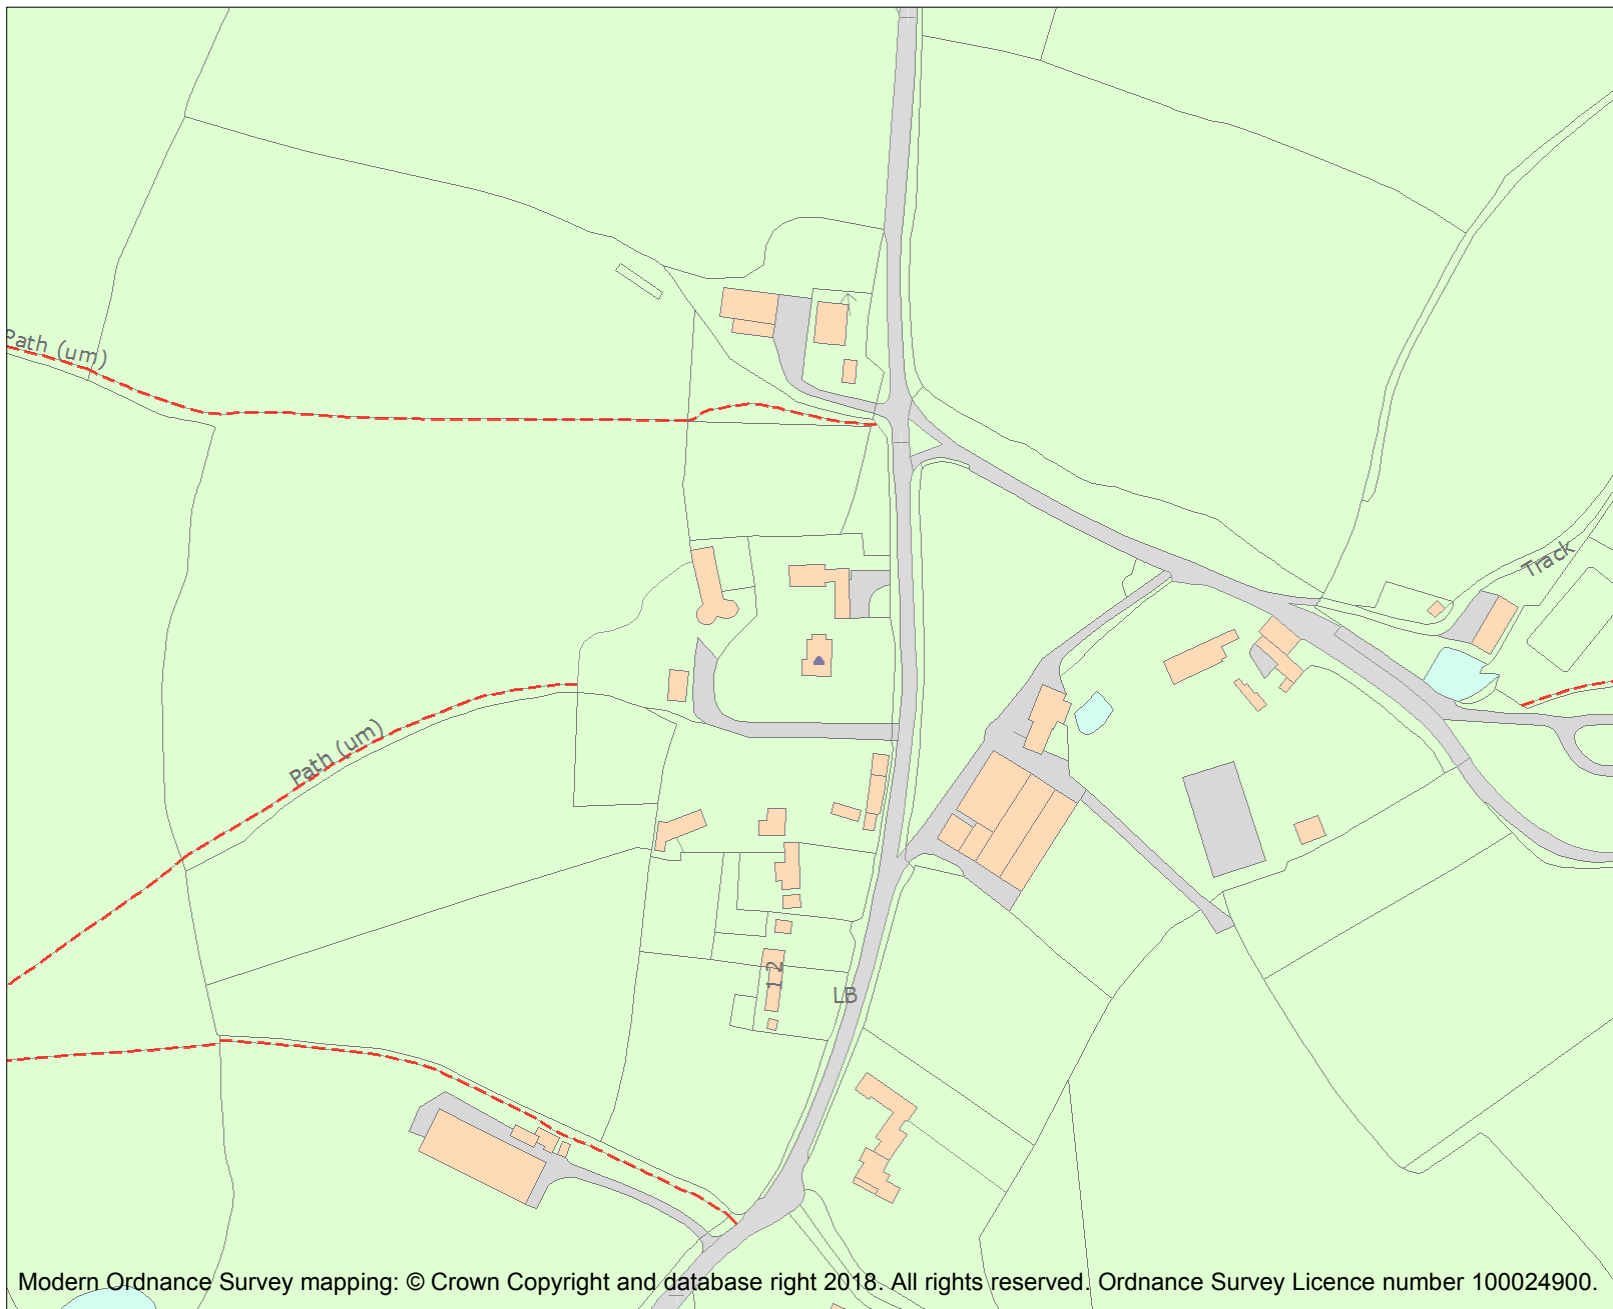 Path (um)
Track
Path (um)
12
LB
Modern Ordnance Survey mapping: © Crown Copyright and database right 2018. All rights reserved. Ordnance Survey Licence number 100024900.